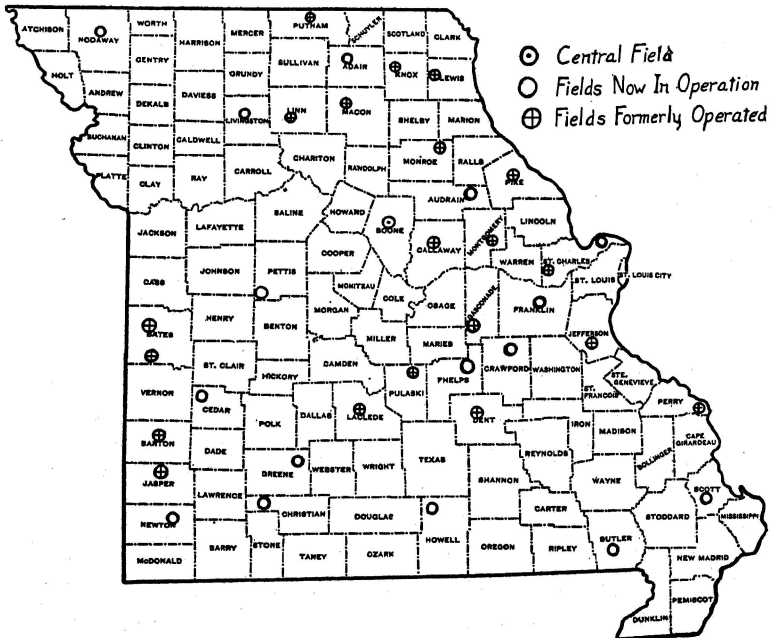 ATCHISON
NODAWAY
WORTH
HARRISON
MERCER
PUTNAM
SCHUYLER
SCOTLAND
CLARK
HOLT
ANDREW
GENTRY
DEKALB
DAVIESS
GRUNDY
SULLIVAN
ADAIR
KNOX
LEWIS
BUCHANAN
CLINTON
CALDWELL
LIVINGSTON
LINN
MACON
SHELBY
MARION
PLATTE
CLAY
RAY
CARROLL
CHARITON
RANDOLPH
MONROE
RALLS
PIKE
Central Field
Fields Now In Operation
Fields Formerly Operated
JACKSON
LAFAYETTE
SALINE
HOWARD
BOONE
AUDRAIN
CALLAWAY
MONTGOMERY
LINCOLN
WARREN
ST. CHARLES
ST. LOUIS
ST. LOUIS CITY
CASS
JOHNSON
PETTIS
COOPER
MONITEAU
COLE
OSAGE
GASCONADE
FRANKLIN
JEFFERSON
BATES
HENRY
BENTON
MORGAN
MILLER
MARIES
VERNON
ST. CLAIR
HICKORY
DAMDEN
PULASKI
PHELPS
CRAWFORD
WASHINGTON
ST. FRANCOIS
STE. GENEVIEVE
PERRY
BARTON
CEDAR
POLK
DALLAS
LACLEDE
DENT
IRON
MADISON
BOLLINGER
CAPE GIRARDEAU
JASPER
DADE
GREENE
WEBSTER
WRIGHT
TEXAS
SHANNON
REYNOLDS
WAYNE
SCOTT
MISSISSIPPI
NEWTON
LAWRENCE
CHRISTIAN
DOUGLAS
HOWELL
CARTER
BUTLER
STODDARD
McDONALD
BARRY
STONE
TANEY
OZARK
OREGON
RIPLEY
NEW MADRID
DUNKLIN
PEMISCOT